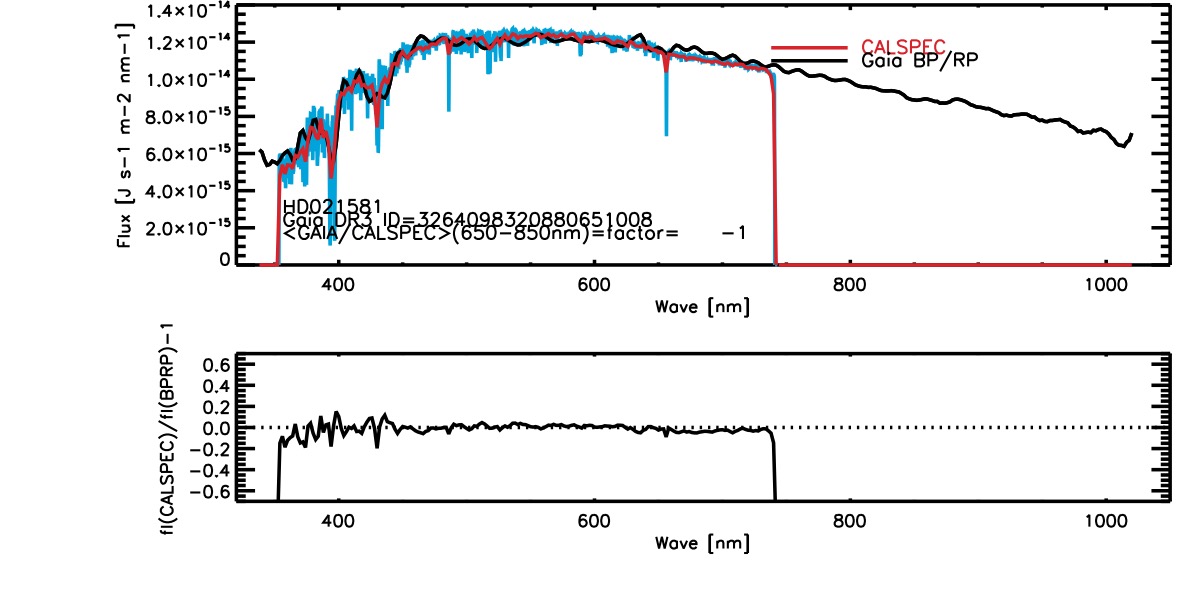 1.4×10⁻¹⁴
1.2×10⁻¹⁴
1.0×10⁻¹⁴
8.0×10⁻¹⁵
6.0×10⁻¹⁵
4.0×10⁻¹⁵
2.0×10⁻¹⁵
0
Flux [J s−1 m−2 nm−1]
CALSPEC
Gaia BP/RP
HD021581
Gaia DR3 ID=3264098320880651008
<GAIA/CALSPEC>(650−850nm)=factor= −1
400 600 800 1000
Wave [nm]
fl(CALSPEC)/fl(BPRP)−1
0.6
0.4
0.2
0.0
−0.2
−0.4
−0.6
400 600 800 1000
Wave [nm]